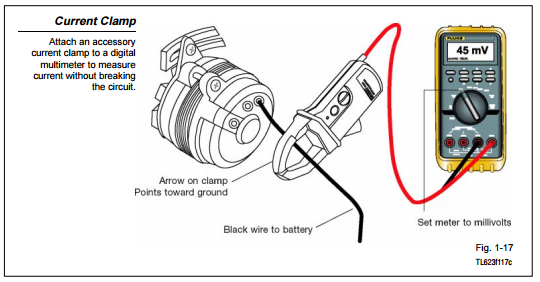 Current Clamp
Attach an accessory
current clamp to a digital
multimeter to measure
current without breaking
the circuit.
FLUKE
45 mV
Arrow on clamp
Points toward ground
Black wire to battery
Set meter to millivolts
Fig. 1-17
TL623f117c